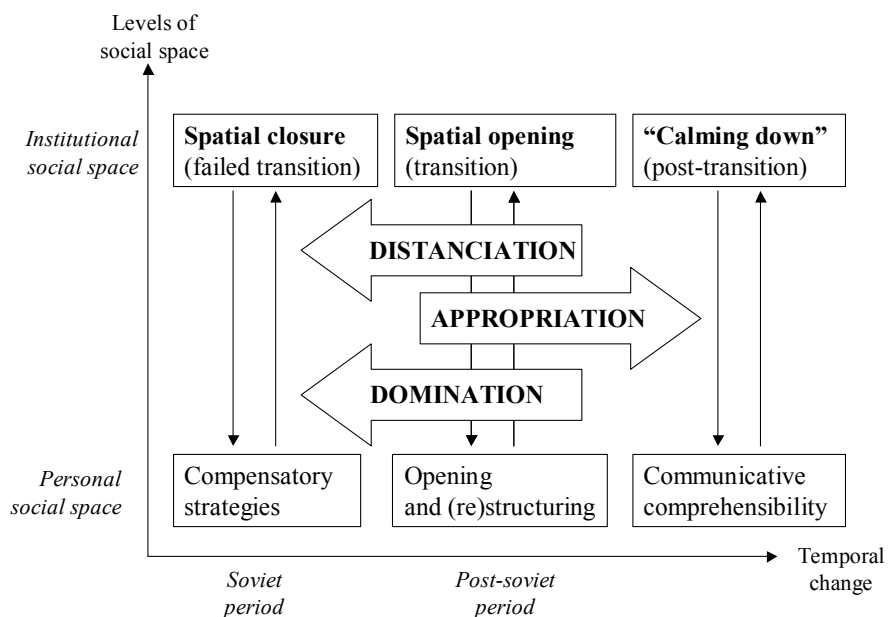 Levels of
social space
Institutional
social space
Spatial closure
(failed transition)
Spatial opening
(transition)
“Calming down”
(post-transition)
DISTANCIATION
APPROPRIATION
DOMINATION
Personal
social space
Compensatory
strategies
Opening
and (re)structuring
Communicative
comprehensibility
Soviet
period
Post-soviet
period
Temporal
change